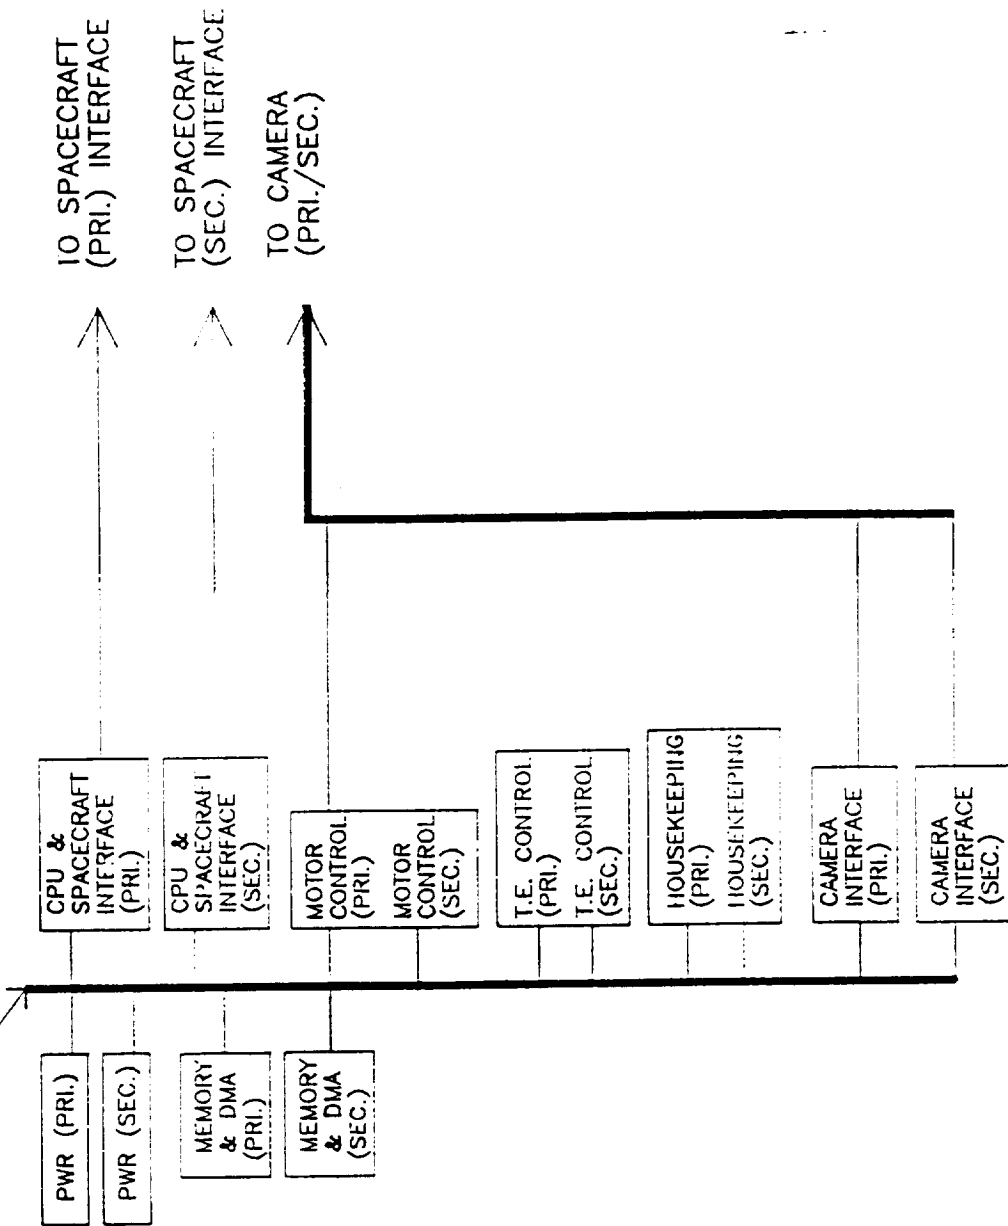 PWR (PRI.)
PWR (SEC.)
MEMORY
& DMA
(PRI.)
MEMORY
& DMA
(SEC.)
CPU &
SPACECRAFT
INTERFACE
(PRI.)
CPU &
SPACECRAFT
INTERFACE
(SEC.)
MOTOR
CONTROL
(PRI.)
MOTOR
CONTROL
(SEC.)
T.E. CONTROL
(PRI.)
T.E. CONTROL
(SEC.)
HOUSEKEEPING
(PRI.)
HOUSEKEEPING
(SEC.)
CAMERA
INTERFACE
(PRI.)
CAMERA
INTERFACE
(SEC.)
TO SPACECRAFT
(PRI.) INTERFACE
TO SPACECRAFT
(SEC.) INTERFACE
TO CAMERA
(PRI./SEC.)